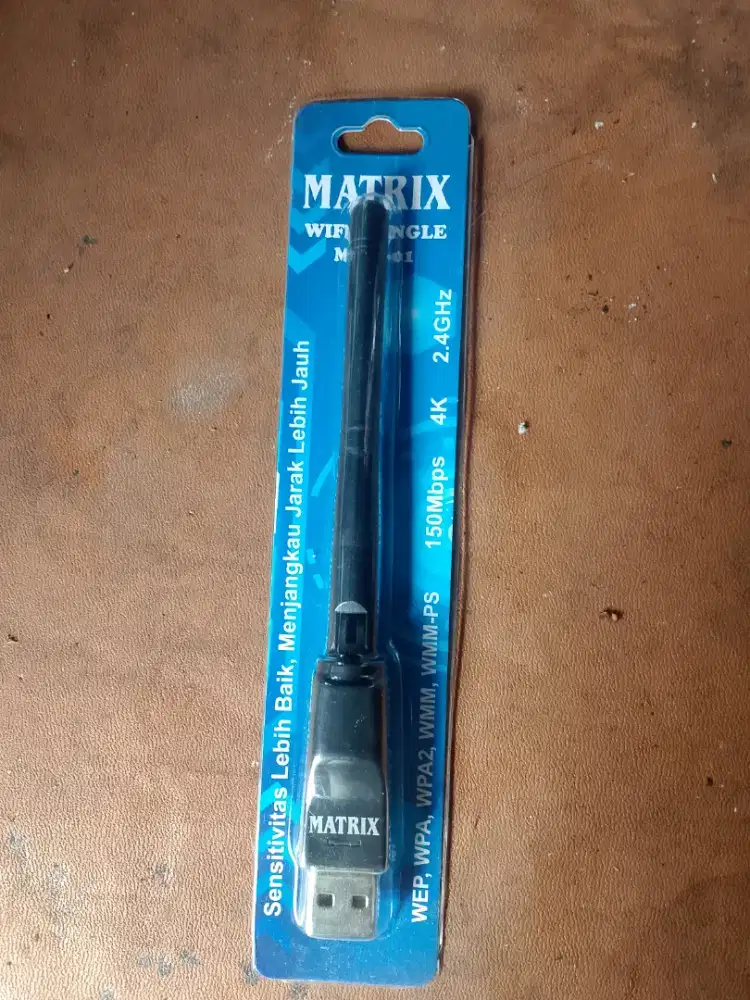 MATRIX
WIFI
Sensitivitas Lebih Baik, Menjangkau Jarak Lebih Jauh
WEP, WPA, WPA2, WMM, WMM-PS 150Mbps 4K 2.4GHz
MATRIX